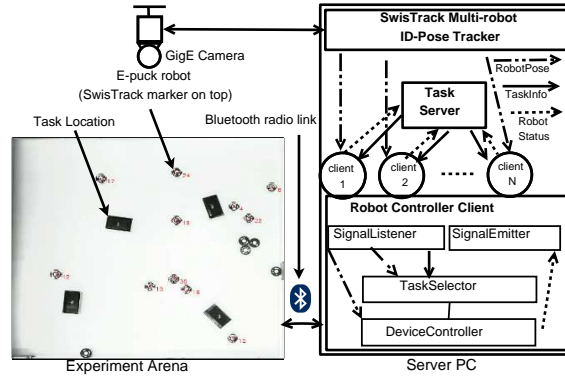 SwisTrack Multi-robot
ID-Pose Tracker
GigE Camera
E-puck robot
(SwisTrack marker on top)
RobotPose
TaskInfo
Robot
Status
Task
Server
Task Location
Bluetooth radio link
client
1
client
2
client
N
Robot Controller Client
SignalListener
SignalEmitter
TaskSelector
DeviceController
Experiment Arena
Server PC